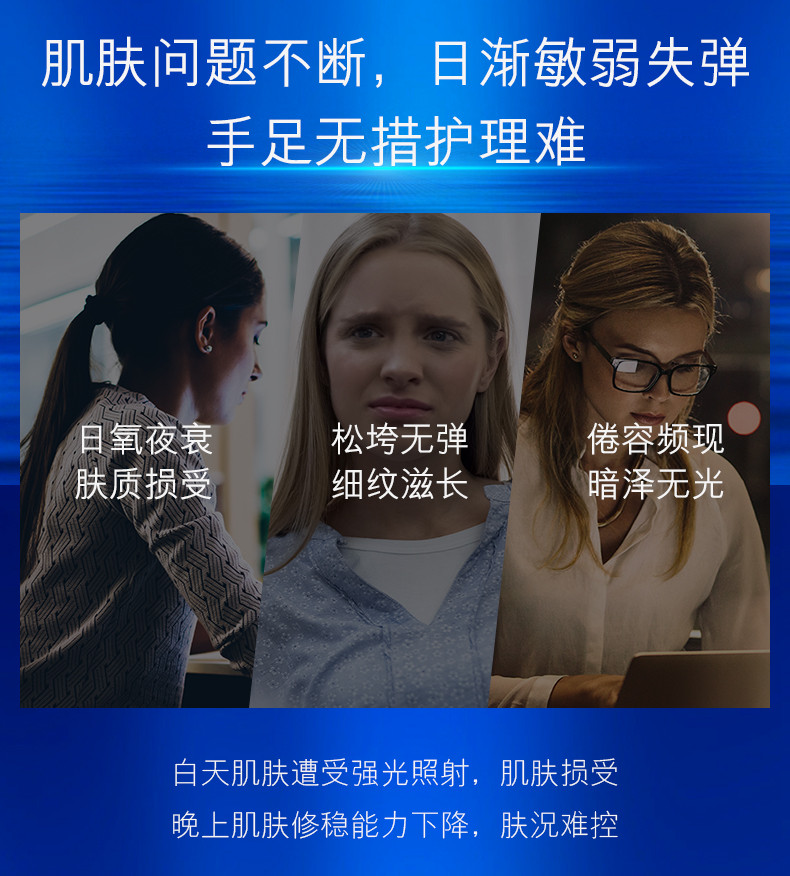 肌肤问题不断，日渐敏弱失弹
手足无措护理难
日氧夜衰
肤质损受
松垮无弹
细纹滋长
倦容频现
暗泽无光
白天肌肤遭受强光照射，肌肤损受
晚上肌肤修稳能力下降，肤况难控